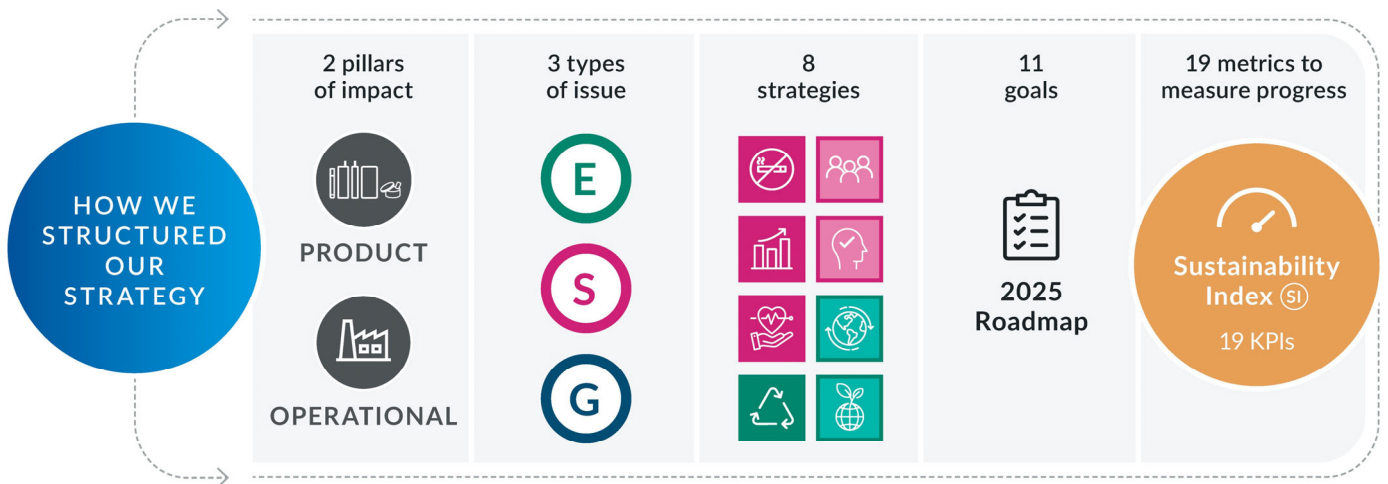 HOW WE
STRUCTURED
OUR
STRATEGY
2 pillars
of impact
PRODUCT
OPERATIONAL
3 types
of issue
E
S
G
8
strategies
11
goals
2025
Roadmap
19 metrics to
measure progress
Sustainability
Index SI
19 KPIs